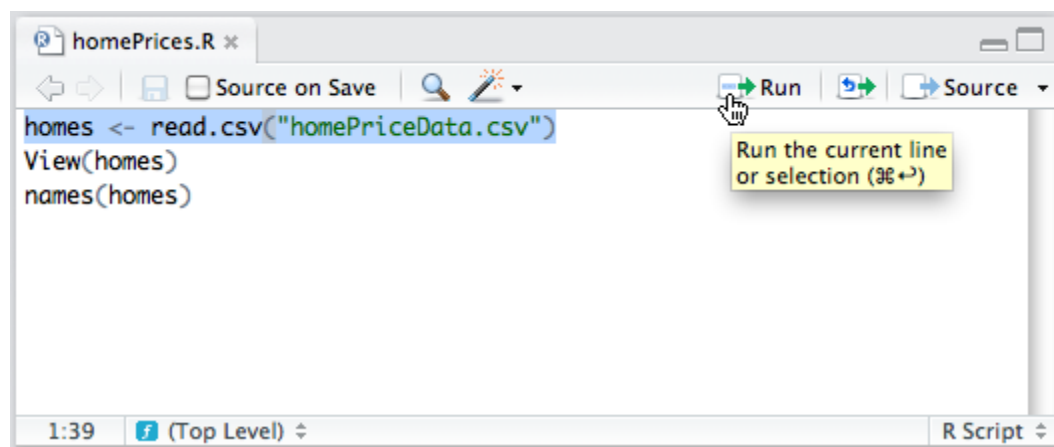 homePrices.R
Source on Save Run Source
homes <- read.csv("homePriceData.csv")
View(homes)
names(homes)
Run the current line
or selection (⌘↩)
1:39 (Top Level) R Script